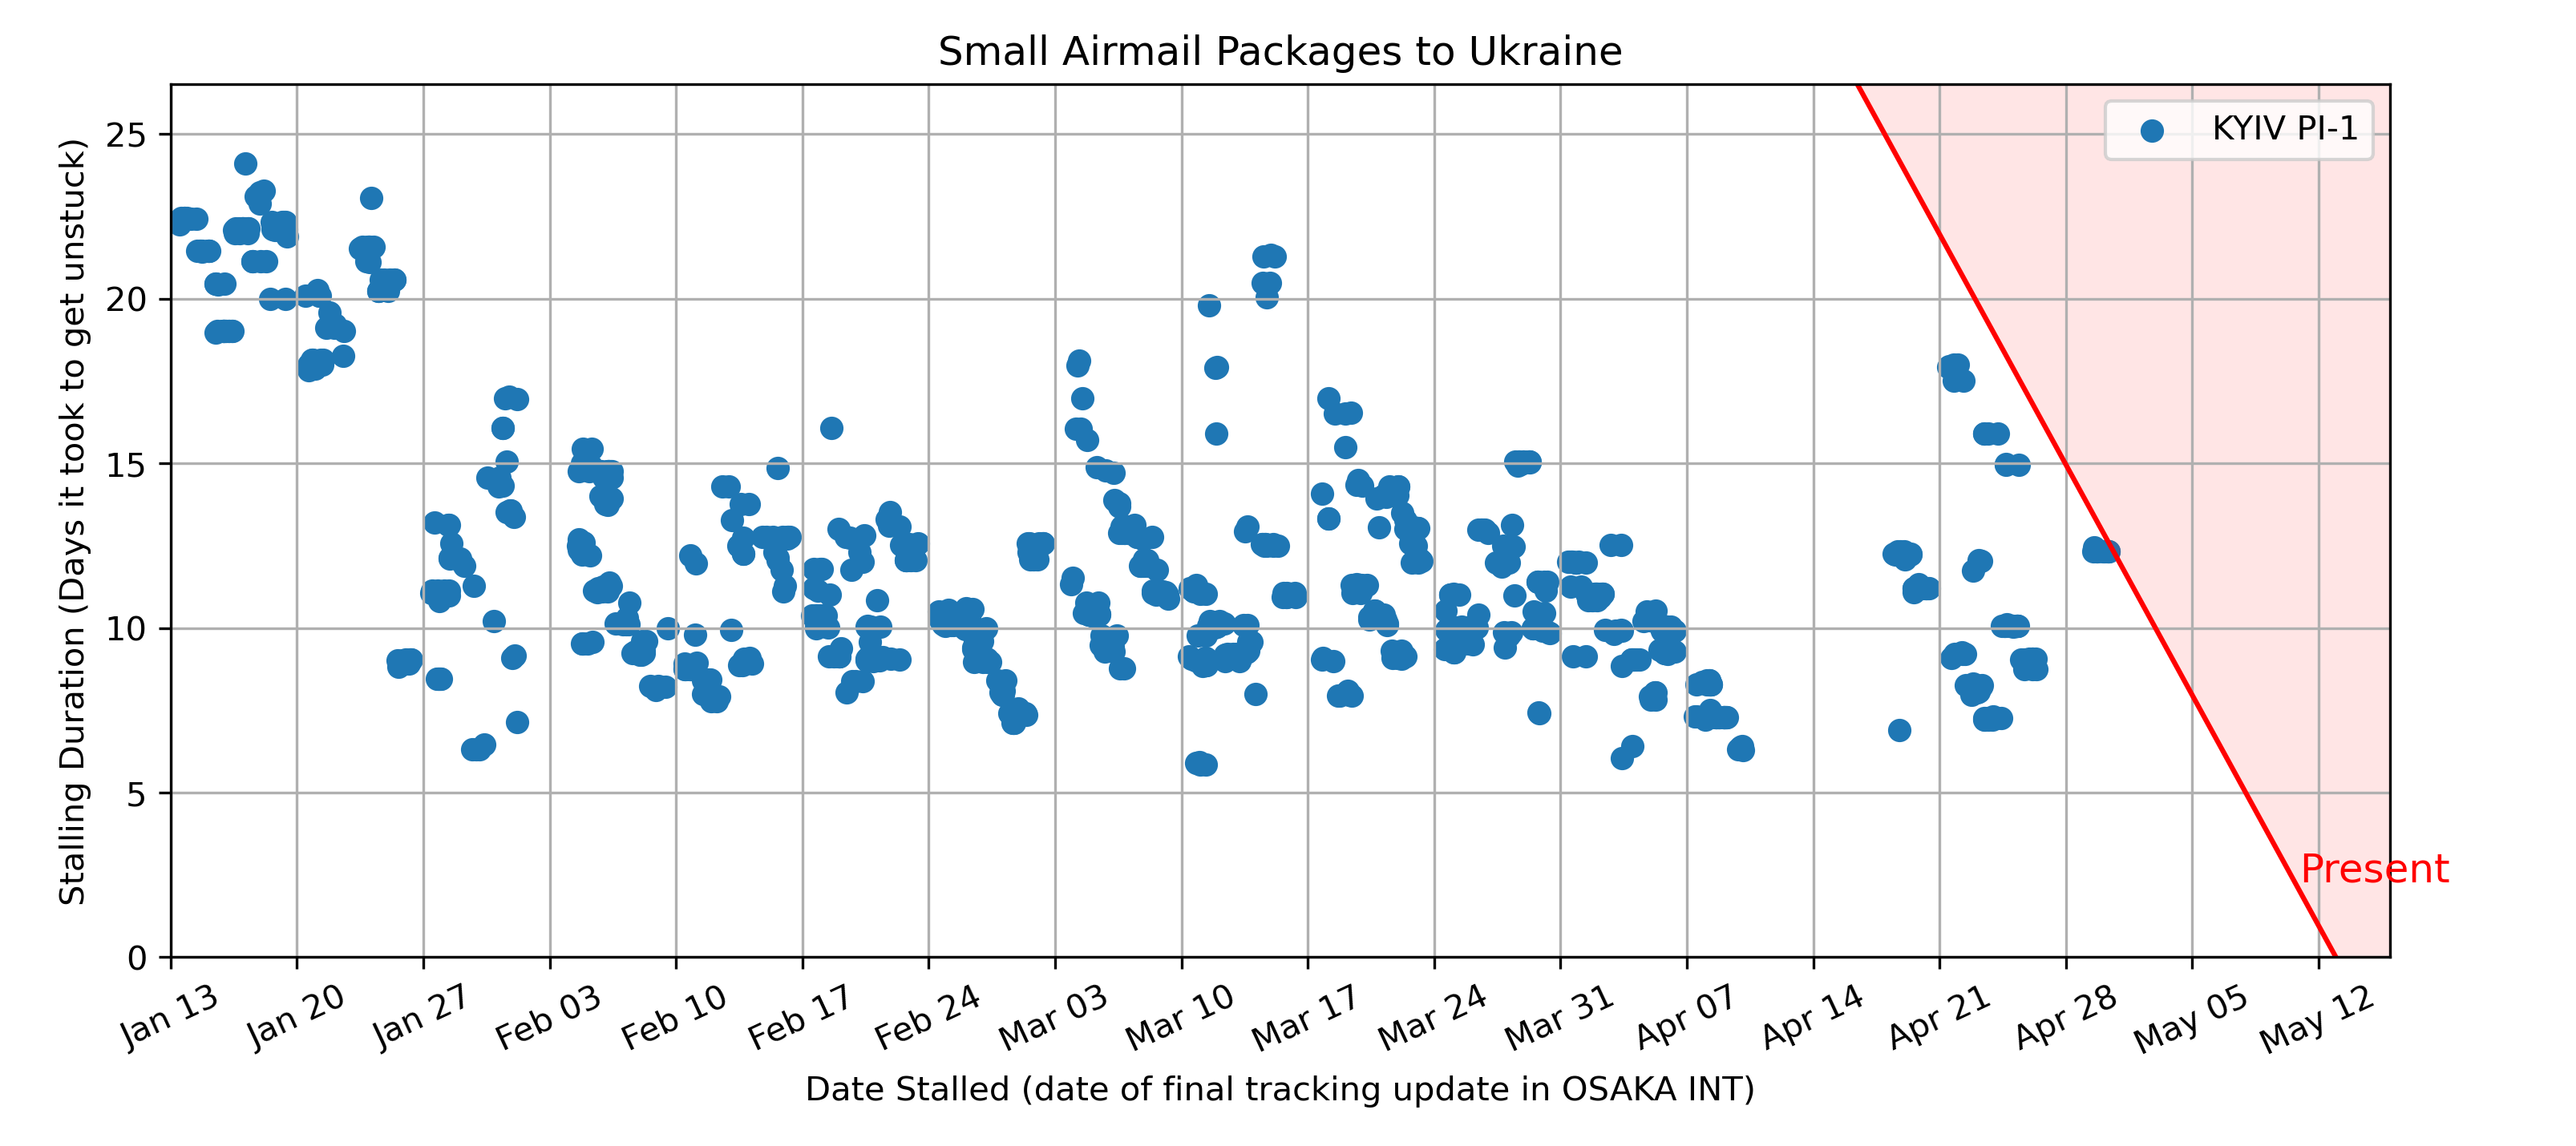 Small Airmail Packages to Ukraine
Stalling Duration (Days it took to get unstuck)
25
20
15
10
5
0
KYIV PI-1
Present
Jan 13
Jan 20
Jan 27
Feb 03
Feb 10
Feb 17
Feb 24
Mar 03
Mar 10
Mar 17
Mar 24
Mar 31
Apr 07
Apr 14
Apr 21
Apr 28
May 05
May 12
Date Stalled (date of final tracking update in OSAKA INT)